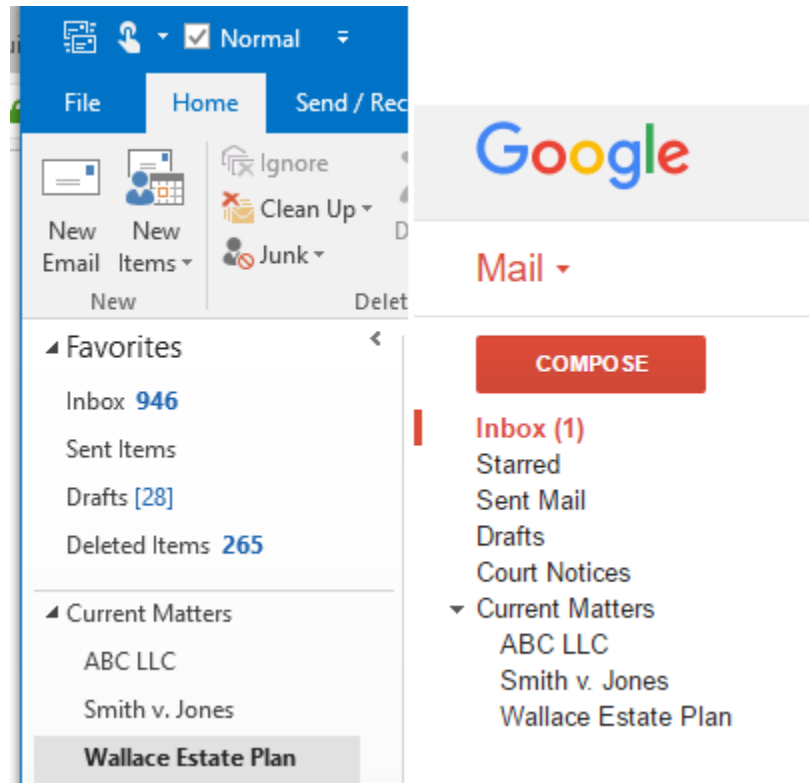 Normal
File Home Send / Rec
Ignore
Clean Up
Junk
New Email
New Items
New
Delet
Favorites
Inbox 946
Sent Items
Drafts [28]
Deleted Items 265
Current Matters
ABC LLC
Smith v. Jones
Wallace Estate Plan
Google
Mail
COMPOSE
Inbox (1)
Starred
Sent Mail
Drafts
Court Notices
Current Matters
ABC LLC
Smith v. Jones
Wallace Estate Plan